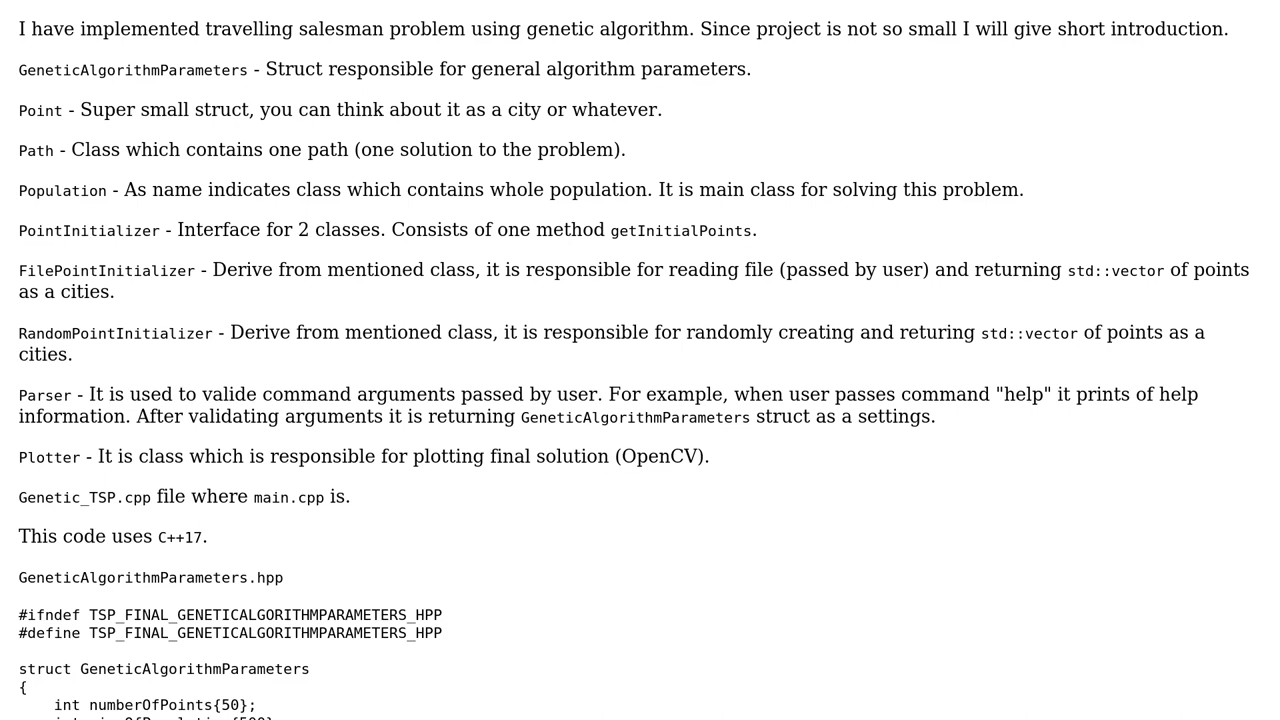 I have implemented travelling salesman problem using genetic algorithm. Since project is not so small I will give short introduction.
GeneticAlgorithmParameters - Struct responsible for general algorithm parameters.
Point - Super small struct, you can think about it as a city or whatever.
Path - Class which contains one path (one solution to the problem).
Population - As name indicates class which contains whole population. It is main class for solving this problem.
PointInitializer - Interface for 2 classes. Consists of one method getInitialPoints.
FilePointInitializer - Derive from mentioned class, it is responsible for reading file (passed by user) and returning std::vector of points
as a cities.
RandomPointInitializer - Derive from mentioned class, it is responsible for randomly creating and returing std::vector of points as a
cities.
Parser - It is used to valide command arguments passed by user. For example, when user passes command "help" it prints of help
information. After validating arguments it is returning GeneticAlgorithmParameters struct as a settings.
Plotter - It is class which is responsible for plotting final solution (OpenCV).
Genetic_TSP.cpp file where main.cpp is.
This code uses C++17.
GeneticAlgorithmParameters.hpp
#ifndef TSP_FINAL_GENETICALGORITHMPARAMETERS_HPP
#define TSP_FINAL_GENETICALGORITHMPARAMETERS_HPP
struct GeneticAlgorithmParameters
{
    int numberOfPoints{50};